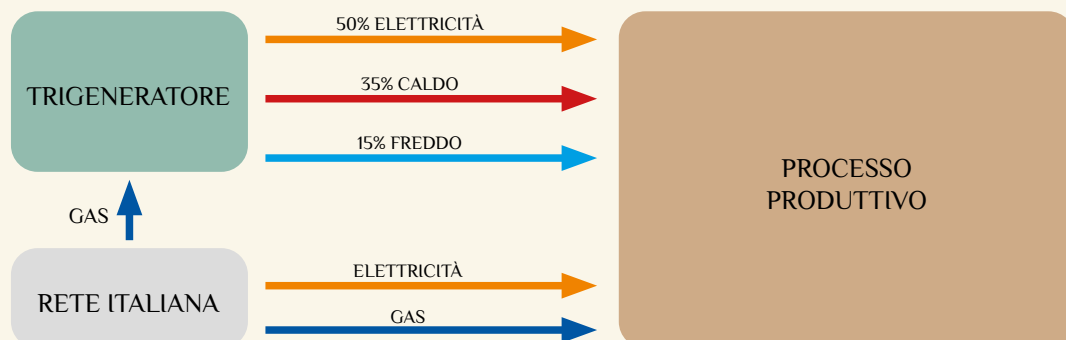 50% ELETTRICITÀ
TRIGENERATORE
35% CALDO
15% FREDDO
PROCESSO
PRODUTTIVO
GAS
ELETTRICITÀ
RETE ITALIANA
GAS